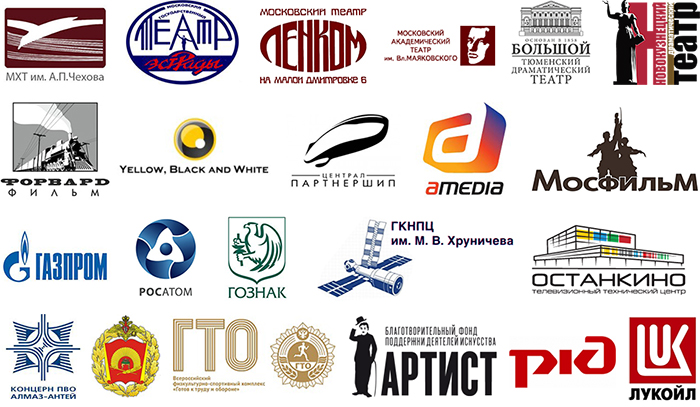 МХТ им. А.П.Чехова
МОСКОВСКИЙ
ГОСУДАРСТВЕННЫЙ
ТЕАТР
эстрады
МОСКОВСКИЙ ТЕАТР
ЛЕНКОМ
НА МАЛОЙ ДМИТРОВКЕ 6
МОСКОВСКИЙ
АКАДЕМИЧЕСКИЙ
ТЕАТР
им. Вл.МАЯКОВСКОГО
ОСНОВАН В 1858
БОЛЬШОЙ
ТЮМЕНСКИЙ
ДРАМАТИЧЕСКИЙ
ТЕАТР
НОВОКУЗНЕЦКИЙ
театр
ФОРВАРД
ФИЛЬМ
YELLOW, BLACK AND WHITE
ЦЕНТРАЛ
ПАРТНЕРШИП
aMEDIA
МОСФИЛЬМ
ГАЗПРОМ
РОСАТОМ
ГОЗНАК
ГКНПЦ
им. М. В. Хруничева
ОСТАНКИНО
ТЕЛЕВИЗИОННЫЙ ТЕХНИЧЕСКИЙ ЦЕНТР
КОНЦЕРН ПВО
АЛМАЗ-АНТЕЙ
ГТО
Всероссийский
физкультурно-спортивный комплекс
«Готов к труду и обороне»
ГТО
БЛАГОТВОРИТЕЛЬНЫЙ ФОНД
ПОДДЕРЖКИ ДЕЯТЕЛЕЙ ИСКУССТВА
АРТИСТ
ржд
ЛУКОЙЛ